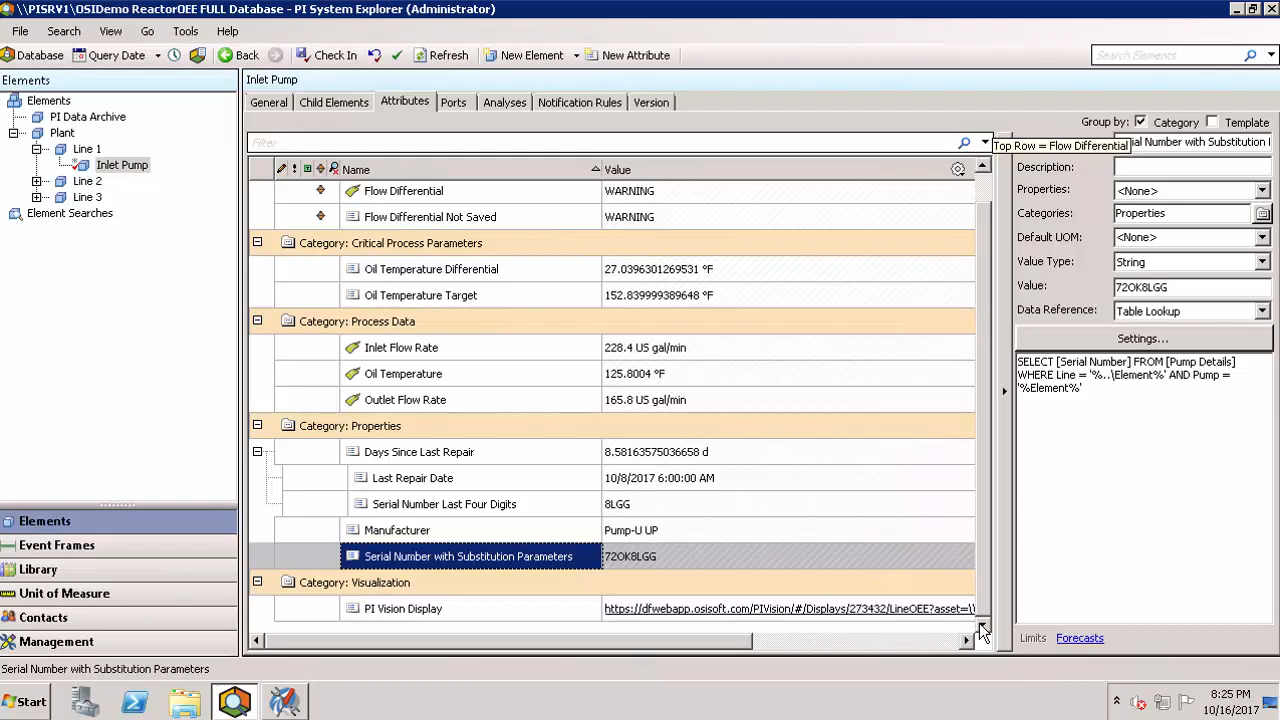 \\PISRV1\OSIDemo ReactorOEE FULL Database - PI System Explorer (Administrator)
File Search View Go Tools Help
Database Query Date Back Check In Refresh New Element New Attribute Search Elements
Elements
Elements
PI Data Archive
Plant
Line 1
Inlet Pump
Line 2
Line 3
Element Searches
Elements
Event Frames
Library
Unit of Measure
Contacts
Management
Inlet Pump
General Child Elements Attributes Ports Analyses Notification Rules Version
Group by: Category Template
Filter
Top Row = Flow Differential
Name Value
Flow Differential WARNING
Flow Differential Not Saved WARNING
Category: Critical Process Parameters
Oil Temperature Differential 27.0396301269531 °F
Oil Temperature Target 152.839999389648 °F
Category: Process Data
Inlet Flow Rate 228.4 US gal/min
Oil Temperature 125.8004 °F
Outlet Flow Rate 165.8 US gal/min
Category: Properties
Days Since Last Repair 8.58163575036658 d
Last Repair Date 10/8/2017 6:00:00 AM
Serial Number Last Four Digits 8LGG
Manufacturer Pump-U UP
Serial Number with Substitution Parameters 72OK8LGG
Category: Visualization
PI Vision Display https://dfwebapp.osisoft.com/PIVision/#/Displays/273432/LineOEE?asset=\\
Serial Number with Substitution P
Description:
Properties: <None>
Categories: Properties
Default UOM: <None>
Value Type: String
Value: 72OK8LGG
Data Reference: Table Lookup
Settings...
SELECT [Serial Number] FROM [Pump Details]
WHERE Line = '%..\Element%' AND Pump =
'%Element%'
Limits Forecasts
Serial Number with Substitution Parameters
Start
8:25 PM
10/16/2017